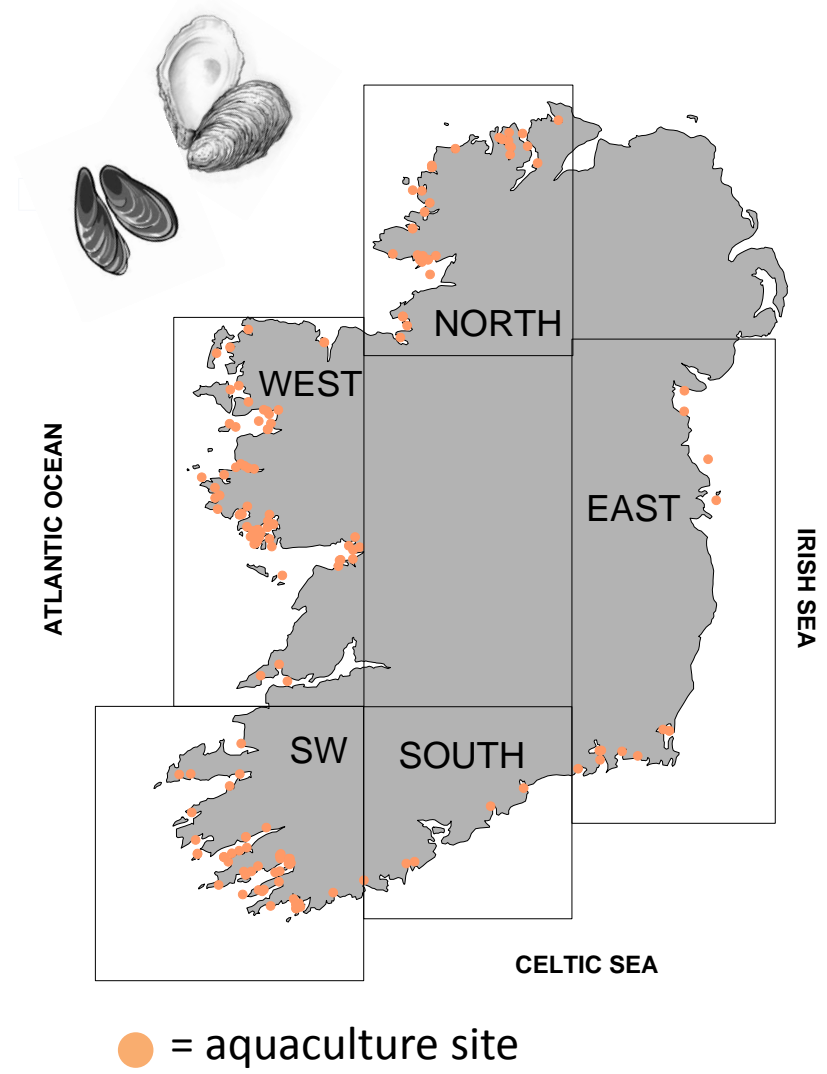 NORTH
WEST
ATLANTIC OCEAN
EAST
IRISH SEA
SW
SOUTH
CELTIC SEA
= aquaculture site